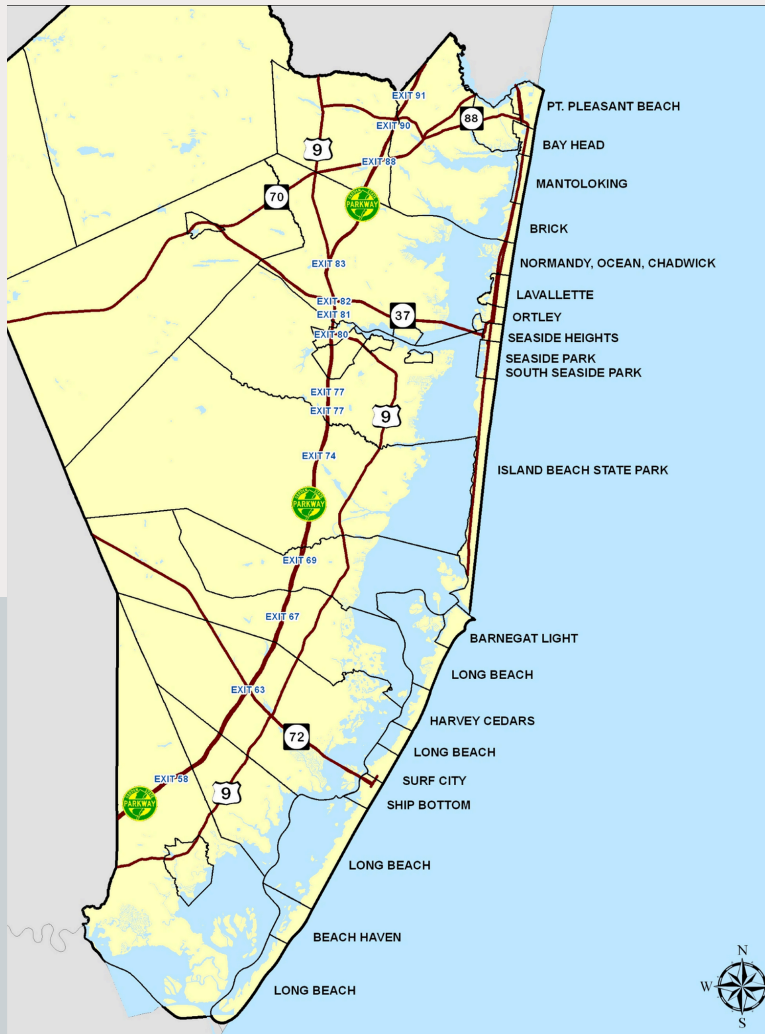 EXIT 91
PT. PLEASANT BEACH
88
EXIT 90
BAY HEAD
9
EXIT 88
MANTOLOKING
70
PARKWAY
BRICK
EXIT 83
NORMANDY, OCEAN, CHADWICK
LAVALLETTE
EXIT 82
EXIT 81
37
ORTLEY
EXIT 80
SEASIDE HEIGHTS
SEASIDE PARK
SOUTH SEASIDE PARK
EXIT 77
EXIT 77
9
EXIT 74
ISLAND BEACH STATE PARK
PARKWAY
EXIT 69
EXIT 67
BARNEGAT LIGHT
LONG BEACH
EXIT 63
HARVEY CEDARS
72
LONG BEACH
EXIT 58
SURF CITY
9
PARKWAY
SHIP BOTTOM
LONG BEACH
BEACH HAVEN
N
W
S
LONG BEACH